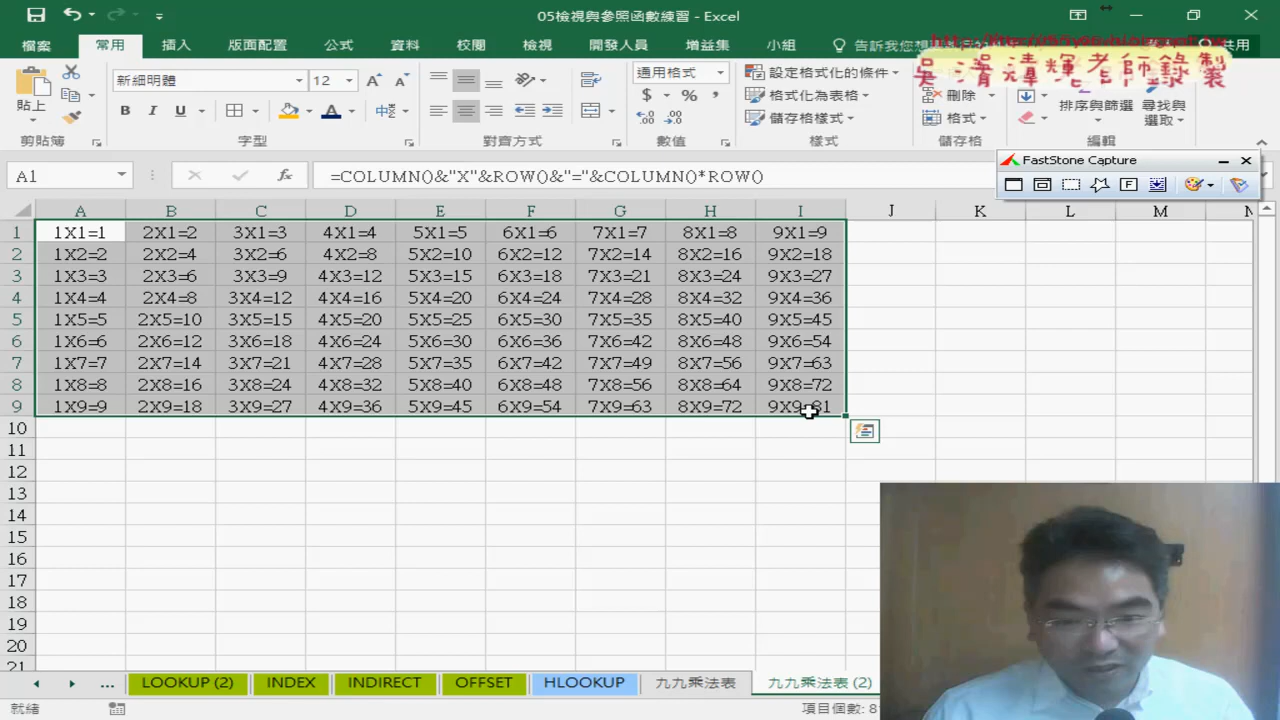 05檢視與參照函數練習 - Excel
檔案 常用 插入 版面配置 公式 資料 校閱 檢視 開發人員 增益集 小組 告訴我您想 共用
吳清輝老師錄製
貼上 新細明體 12 通用格式 設定格式化的條件
B I U 中 $ % 格式化為表格 刪除 排序與篩選 尋找與選取
儲存格樣式 格式
剪貼簿 字型 對齊方式 數值 樣式 儲存格 編輯
FastStone Capture
A1 fx =COLUMN()&"X"&ROW()&"="&COLUMN()*ROW()
A B C D E F G H I J K L M N
1 1X1=1 2X1=2 3X1=3 4X1=4 5X1=5 6X1=6 7X1=7 8X1=8 9X1=9
2 1X2=2 2X2=4 3X2=6 4X2=8 5X2=10 6X2=12 7X2=14 8X2=16 9X2=18
3 1X3=3 2X3=6 3X3=9 4X3=12 5X3=15 6X3=18 7X3=21 8X3=24 9X3=27
4 1X4=4 2X4=8 3X4=12 4X4=16 5X4=20 6X4=24 7X4=28 8X4=32 9X4=36
5 1X5=5 2X5=10 3X5=15 4X5=20 5X5=25 6X5=30 7X5=35 8X5=40 9X5=45
6 1X6=6 2X6=12 3X6=18 4X6=24 5X6=30 6X6=36 7X6=42 8X6=48 9X6=54
7 1X7=7 2X7=14 3X7=21 4X7=28 5X7=35 6X7=42 7X7=49 8X7=56 9X7=63
8 1X8=8 2X8=16 3X8=24 4X8=32 5X8=40 6X8=48 7X8=56 8X8=64 9X8=72
9 1X9=9 2X9=18 3X9=27 4X9=36 5X9=45 6X9=54 7X9=63 8X9=72 9X9=81
10
11
12
13
14
15
16
17
18
19
20
21
... LOOKUP (2) INDEX INDIRECT OFFSET HLOOKUP 九九乘法表 九九乘法表 (2)
就緒 項目個數: 8